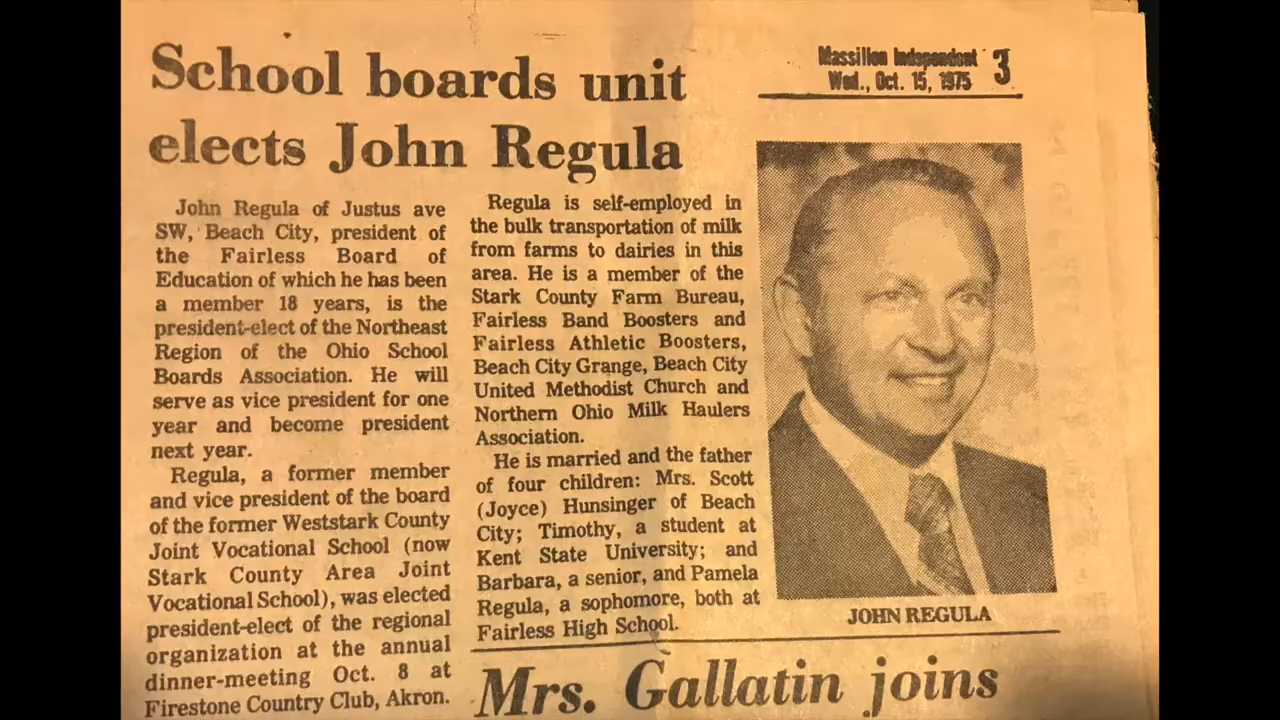 School boards unit
elects John Regula
Massillon Independent 3
Wed., Oct. 15, 1975
John Regula of Justus ave
SW, Beach City, president of
the Fairless Board of
Education of which he has been
a member 18 years, is the
president-elect of the Northeast
Region of the Ohio School
Boards Association. He will
serve as vice president for one
year and become president
next year.
Regula, a former member
and vice president of the board
of the former Weststark County
Joint Vocational School (now
Stark County Area Joint
Vocational School), was elected
president-elect of the regional
organization at the annual
dinner-meeting Oct. 8 at
Firestone Country Club, Akron.
Regula is self-employed in
the bulk transportation of milk
from farms to dairies in this
area. He is a member of the
Stark County Farm Bureau,
Fairless Band Boosters and
Fairless Athletic Boosters,
Beach City Grange, Beach City
United Methodist Church and
Northern Ohio Milk Haulers
Association.
He is married and the father
of four children: Mrs. Scott
(Joyce) Hunsinger of Beach
City; Timothy, a student at
Kent State University; and
Barbara, a senior, and Pamela
Regula, a sophomore, both at
Fairless High School.
JOHN REGULA
Mrs. Gallatin joins